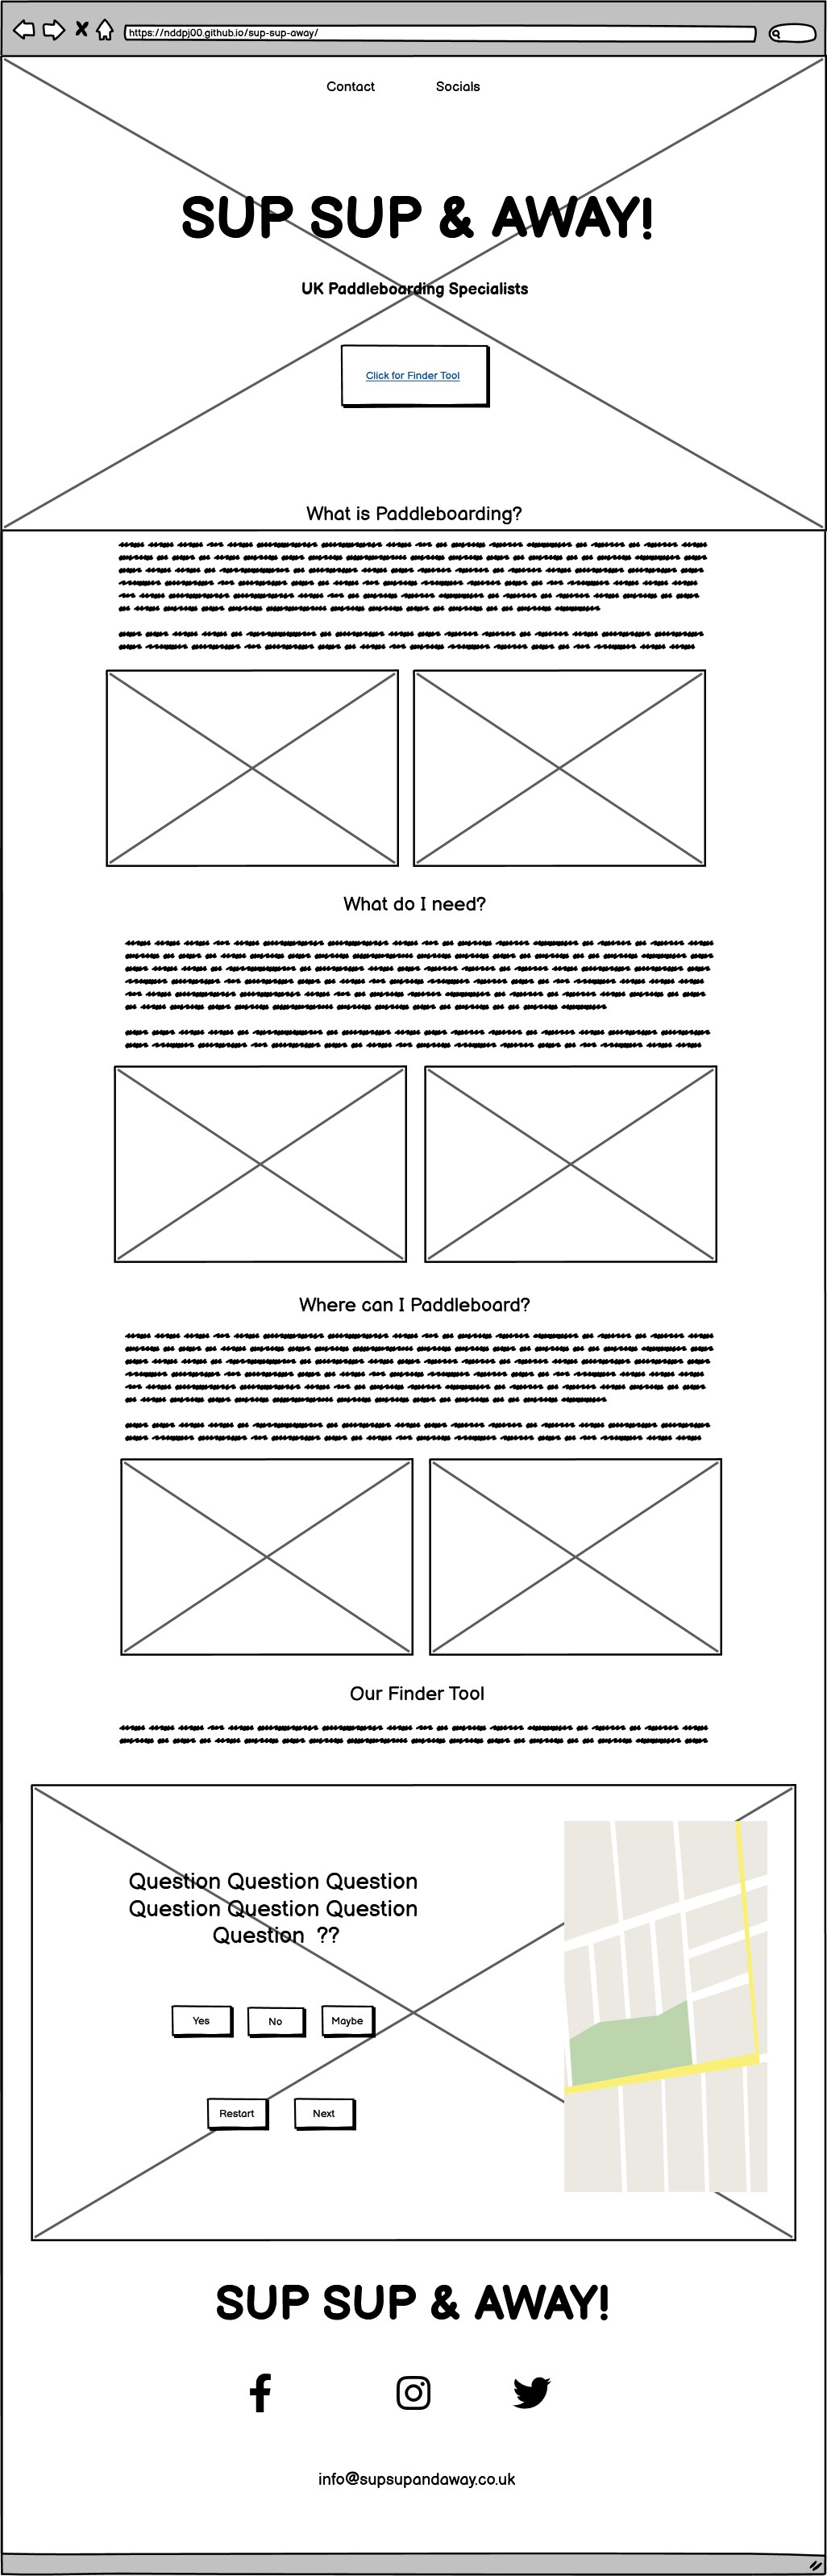 https://nddpj00.github.io/sup-sup-away/
Contact Socials
SUP SUP & AWAY!
UK Paddleboarding Specialists
Click for Finder Tool
What is Paddleboarding?
What do I need?
Where can I Paddleboard?
Our Finder Tool
Question Question Question
Question Question Question
Question ??
Yes No Maybe
Restart Next
SUP SUP & AWAY!
info@supsupandaway.co.uk